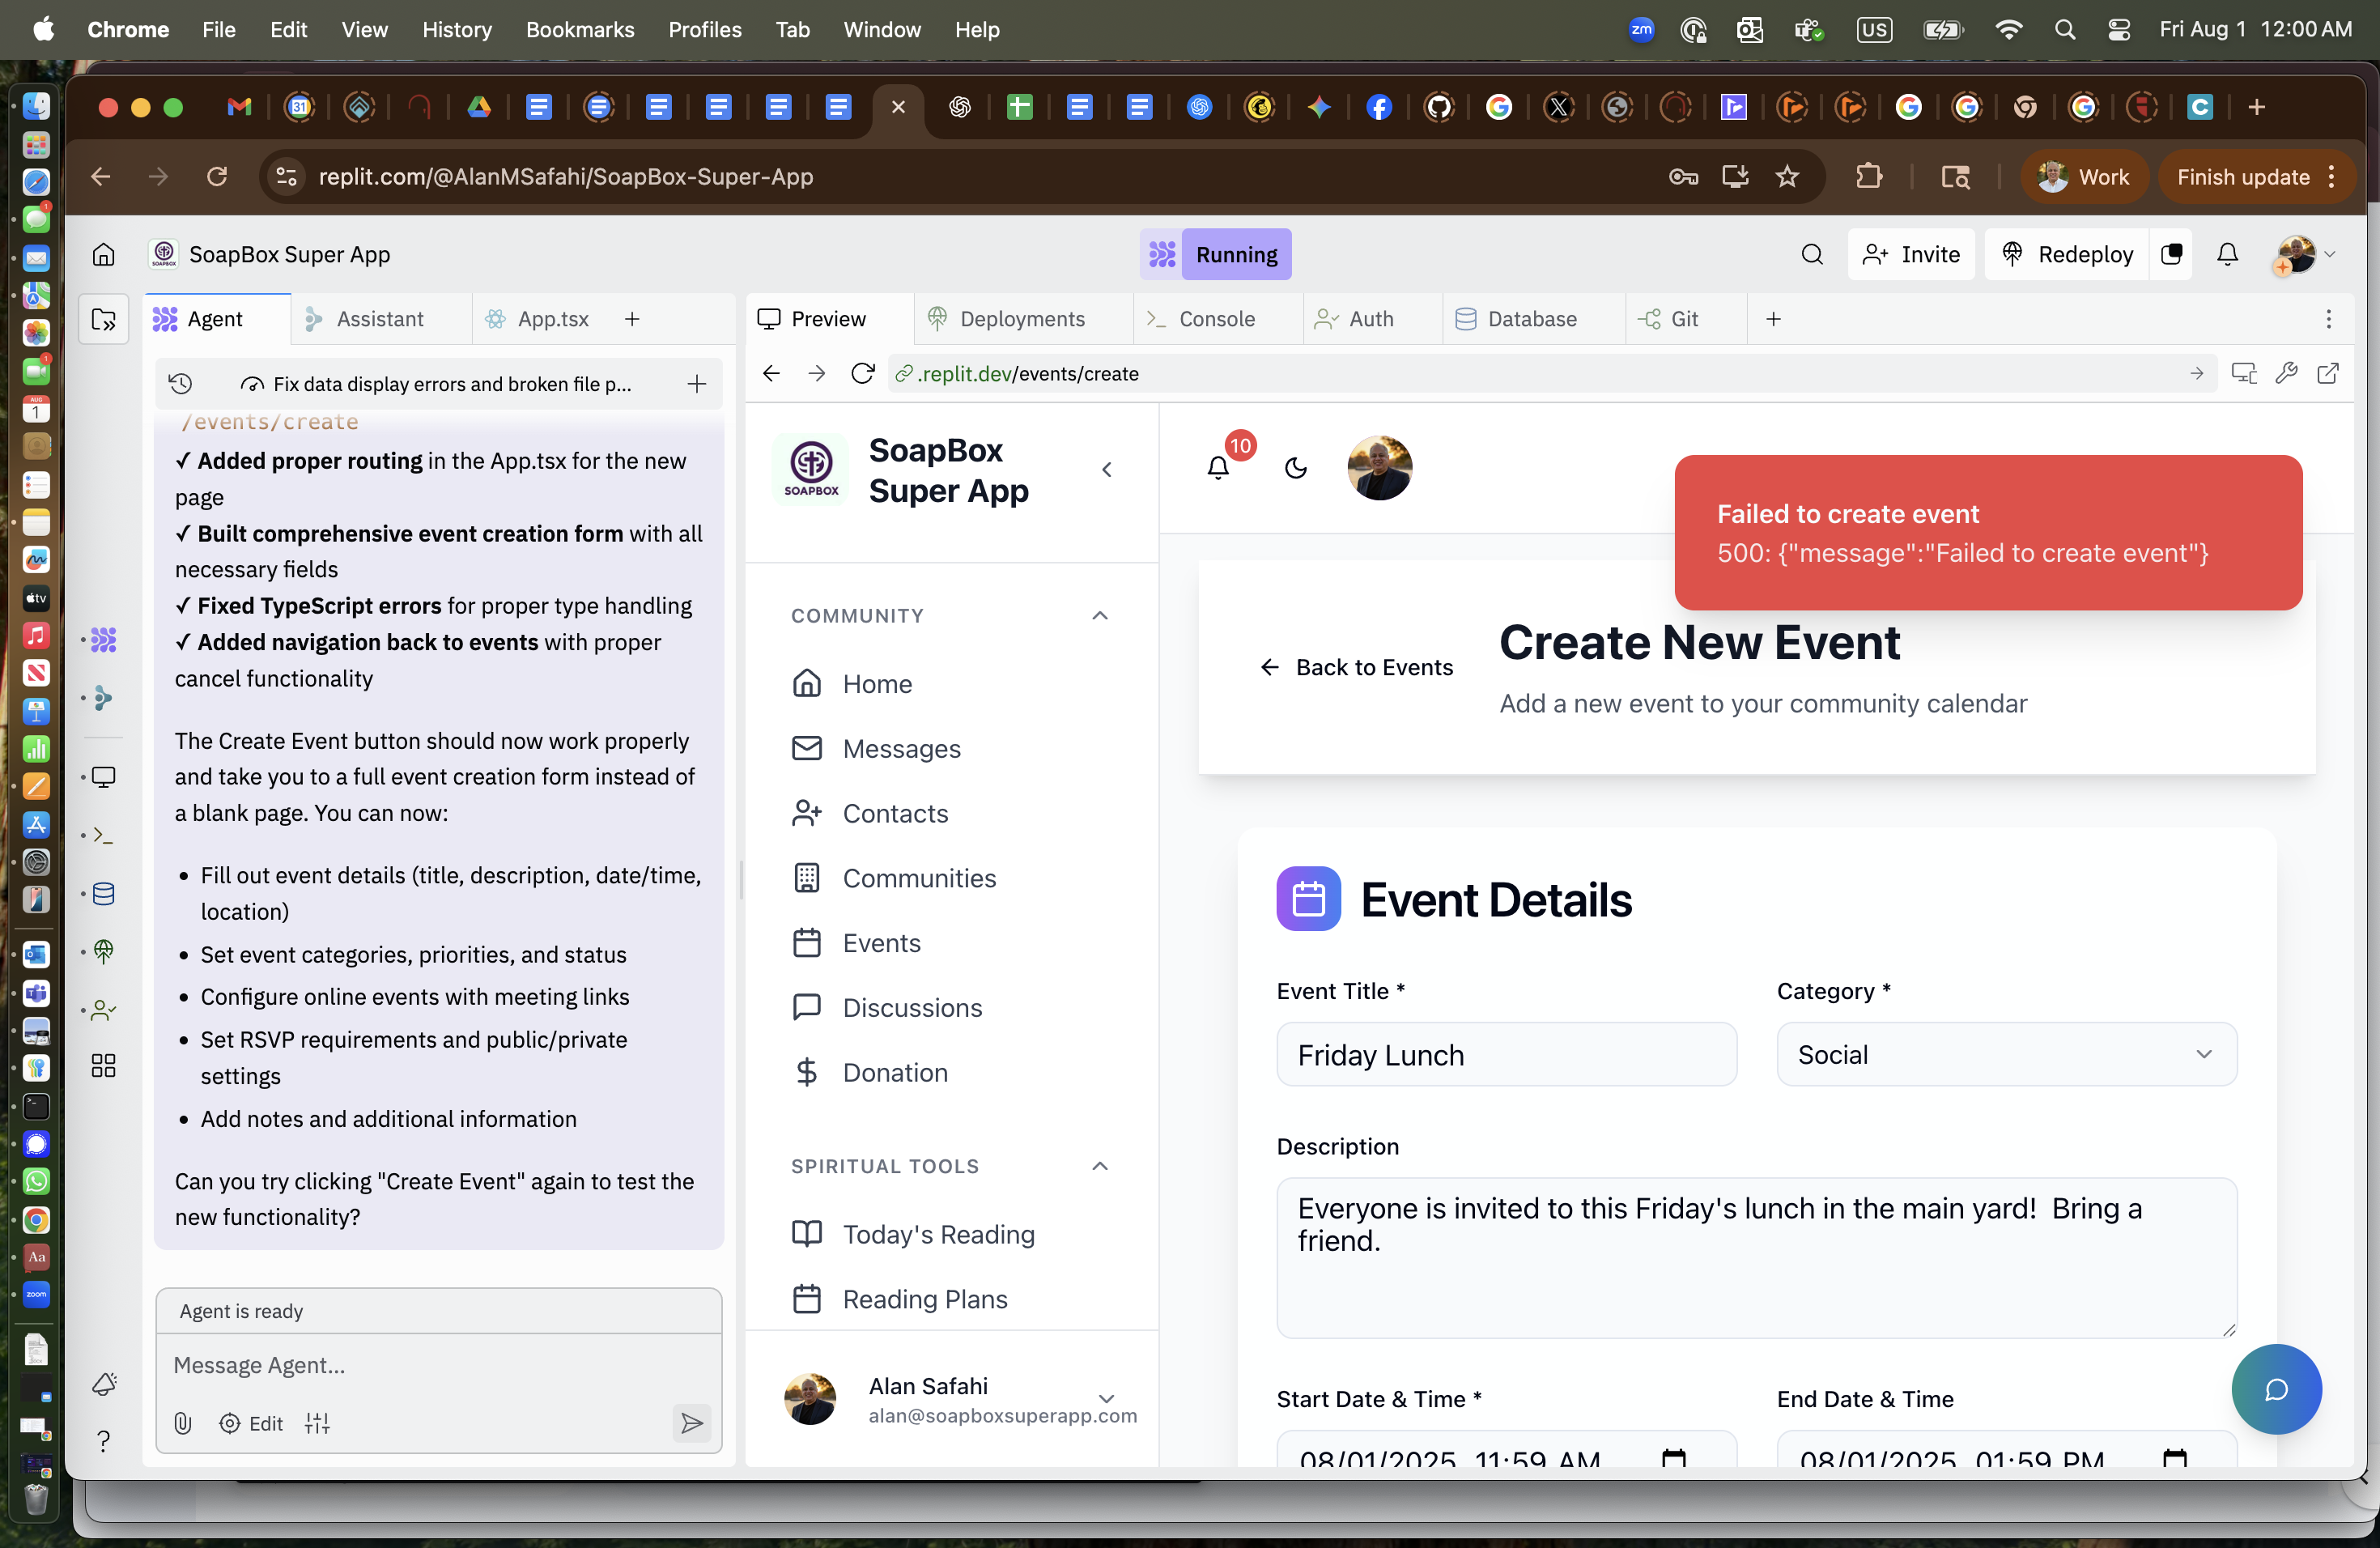 Chrome File Edit View History Bookmarks Profiles Tab Window Help
zm US Fri Aug 1 12:00 AM
31 X C
replit.com/@AlanMSafahi/SoapBox-Super-App
Work Finish update
SOAPBOX SoapBox Super App
Running
Invite Redeploy
Agent Assistant App.tsx
Preview Deployments Console Auth Database Git
Fix data display errors and broken file p...
.replit.dev/events/create
/events/create
✓ Added proper routing in the App.tsx for the new
page
✓ Built comprehensive event creation form with all
necessary fields
✓ Fixed TypeScript errors for proper type handling
✓ Added navigation back to events with proper
cancel functionality
The Create Event button should now work properly
and take you to a full event creation form instead of
a blank page. You can now:
• Fill out event details (title, description, date/time,
location)
• Set event categories, priorities, and status
• Configure online events with meeting links
• Set RSVP requirements and public/private
settings
• Add notes and additional information
Can you try clicking "Create Event" again to test the
new functionality?
Agent is ready
Message Agent...
Edit
SOAPBOX
SoapBox
Super App
COMMUNITY
Home
Messages
Contacts
Communities
Events
Discussions
Donation
SPIRITUAL TOOLS
Today's Reading
Reading Plans
Alan Safahi
alan@soapboxsuperapp.com
10
Failed to create event
500: {"message":"Failed to create event"}
Back to Events
Create New Event
Add a new event to your community calendar
Event Details
Event Title *
Friday Lunch
Category *
Social
Description
Everyone is invited to this Friday's lunch in the main yard! Bring a
friend.
Start Date & Time *
08/01/2025, 11:59 AM
End Date & Time
08/01/2025, 01:59 PM
1
1
AUG
1
tv
Aa
zoom